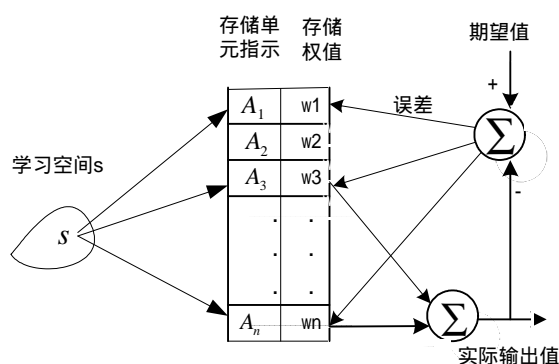 存储单
元指示
存储
权值
期望值
+
误差
A1 w1
A2 w2
A3 w3
Σ
-
学习空间s
s
. .
. .
. .
An wn
Σ
实际输出值